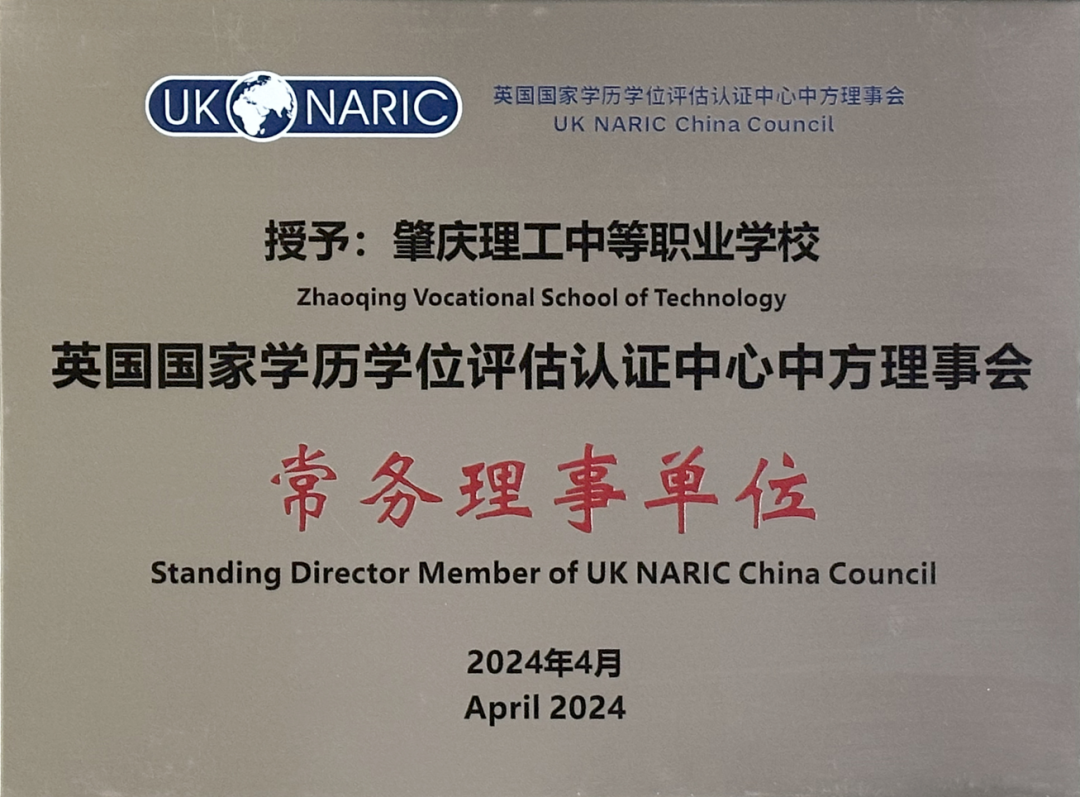 UK NARIC
英国国家学历学位评估认证中心中方理事会
UK NARIC China Council
授予：肇庆理工中等职业学校
Zhaoqing Vocational School of Technology
英国国家学历学位评估认证中心中方理事会
常务理事单位
Standing Director Member of UK NARIC China Council
2024年4月
April 2024